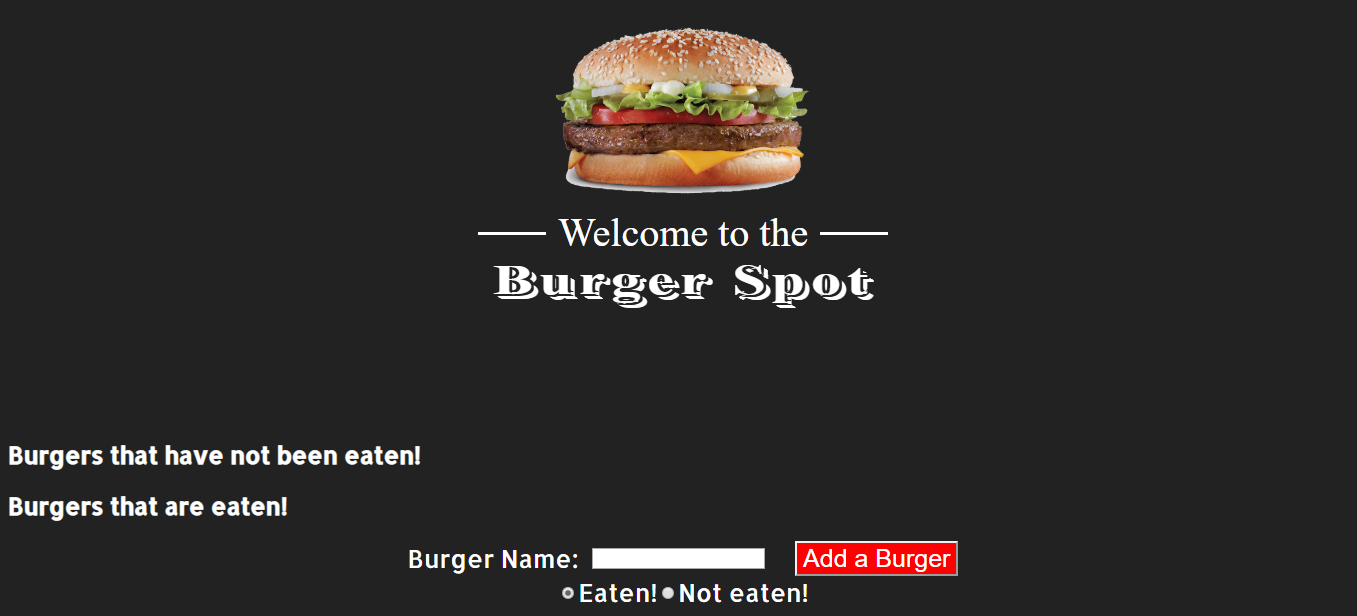 Welcome to the
Burger Spot
Burgers that have not been eaten!
Burgers that are eaten!
Burger Name: Add a Burger
Eaten! Not eaten!